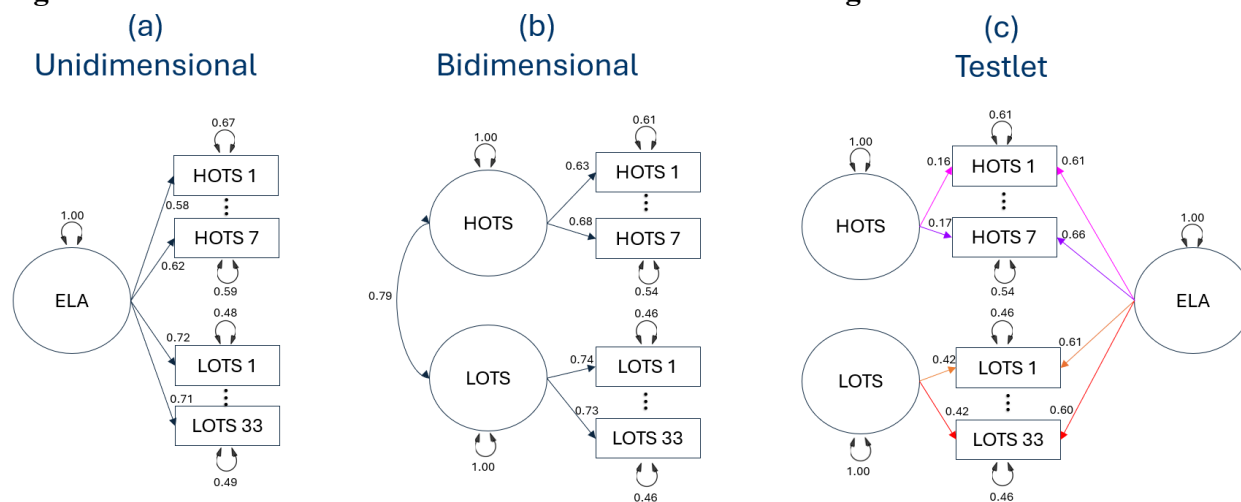 (a)
Unidimensional
0.67
HOTS 1
0.58
HOTS 7
0.62
0.59
1.00
ELA
0.48
0.72
LOTS 1
0.71
LOTS 33
0.49
(b)
Bidimensional
0.61
1.00
0.63
HOTS 1
HOTS
0.68
HOTS 7
0.54
0.79
0.46
0.74
LOTS 1
LOTS
0.73
LOTS 33
1.00
0.46
(c)
Testlet
0.61
1.00
0.16
HOTS 1
0.61
HOTS
0.17
HOTS 7
0.66
0.54
1.00
ELA
0.46
0.61
0.42
LOTS 1
LOTS
0.42
0.60
LOTS 33
1.00
0.46